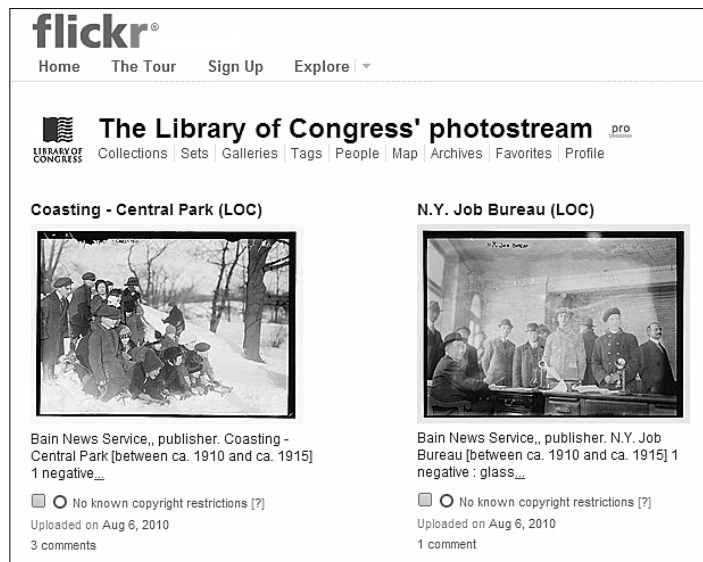 flickr®
Home The Tour Sign Up Explore
LIBRARY OF
CONGRESS
The Library of Congress' photostream pro
Collections Sets Galleries Tags People Map Archives Favorites Profile
Coasting - Central Park (LOC)
Bain News Service,, publisher. Coasting -
Central Park [between ca. 1910 and ca. 1915]
1 negative...
No known copyright restrictions [?]
Uploaded on Aug 6, 2010
3 comments
N.Y. Job Bureau (LOC)
N.Y. JOB BUREAU
Bain News Service,, publisher. N.Y. Job
Bureau [between ca. 1910 and ca. 1915] 1
negative : glass...
No known copyright restrictions [?]
Uploaded on Aug 6, 2010
1 comment